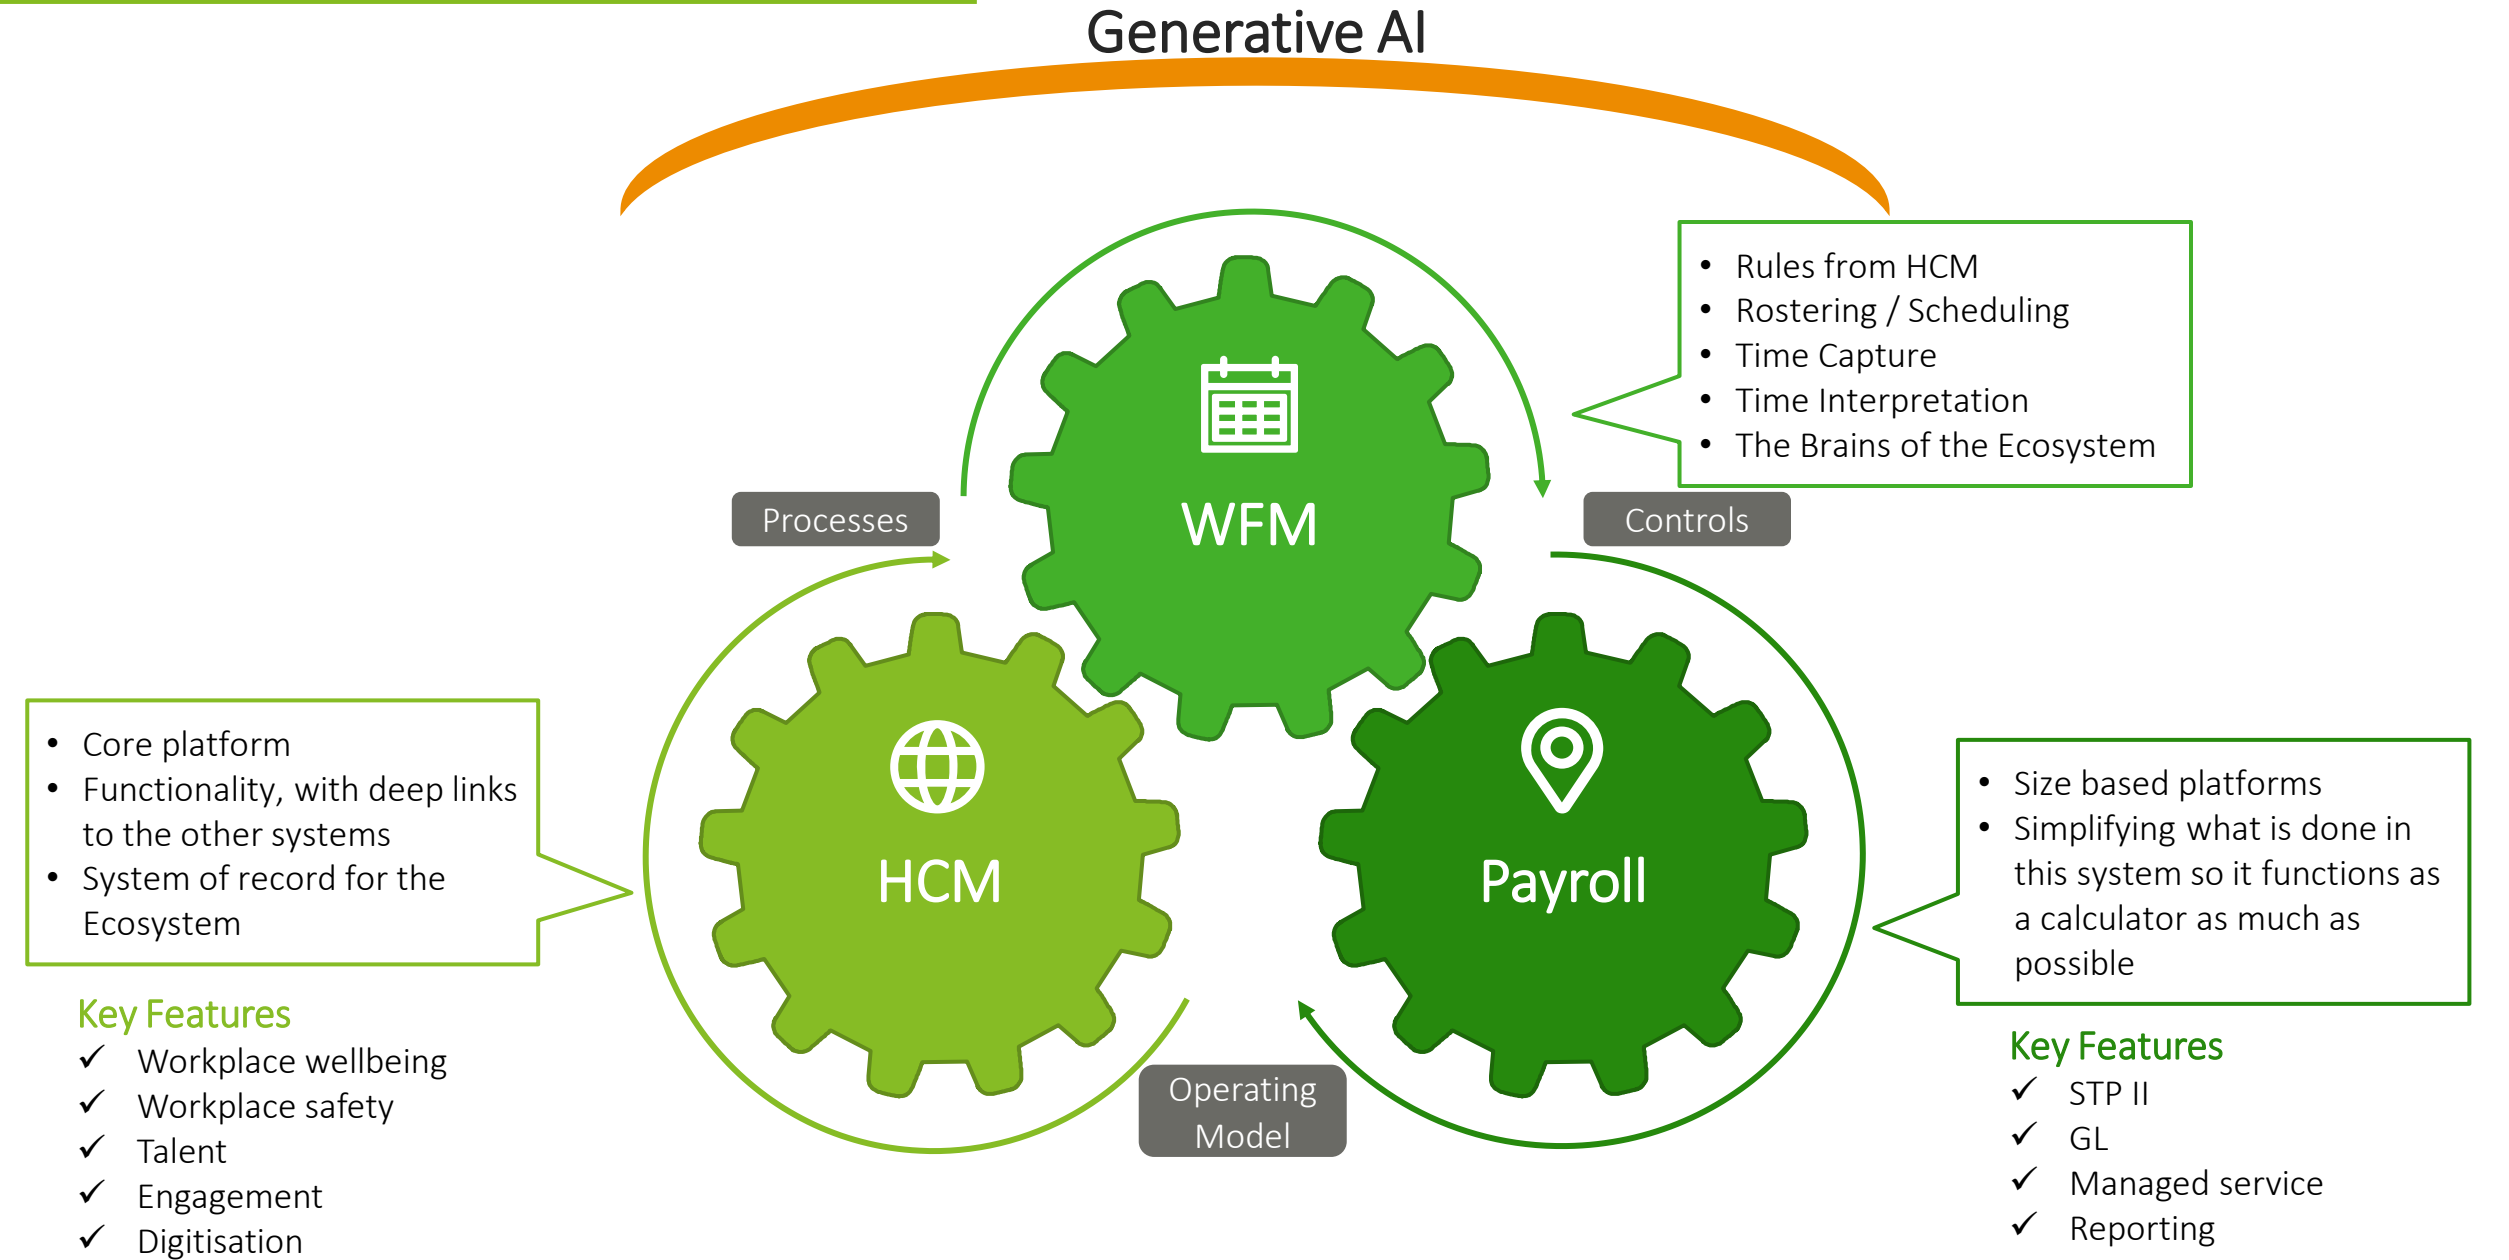 Generative AI
• Rules from HCM
• Rostering / Scheduling
• Time Capture
• Time Interpretation
• The Brains of the Ecosystem
Processes
WFM
Controls
• Core platform
• Functionality, with deep links
to the other systems
• System of record for the
Ecosystem
HCM
Payroll
• Size based platforms
• Simplifying what is done in
this system so it functions as
a calculator as much as
possible
Operating
Model
Key Features
✓ Workplace wellbeing
✓ Workplace safety
✓ Talent
✓ Engagement
✓ Digitisation
Key Features
✓ STP II
✓ GL
✓ Managed service
✓ Reporting